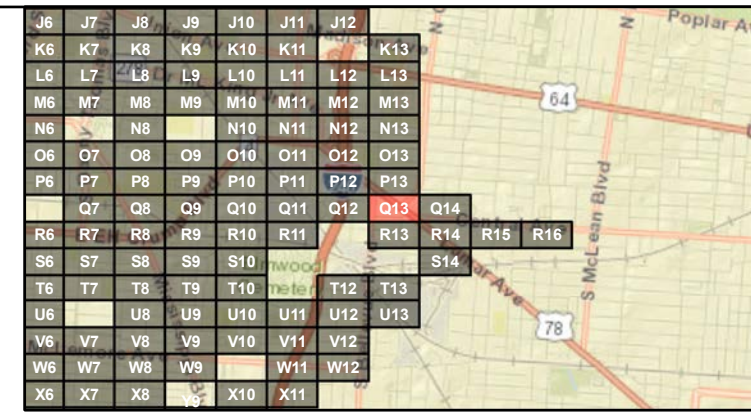 J6 J7 J8 J9 J10 J11 J12 Poplar A
K6 K7 K8 K9 K10 K11 K13
L6 L7 L8 L9 L10 L11 L12 L13
M6 M7 M8 M9 M10 M11 M12 M13 64
N6 N8 N10 N11 N12 N13
O6 O7 O8 O9 O10 O11 O12 O13
P6 P7 P8 P9 P10 P11 P12 P13
Q7 Q8 Q9 Q10 Q11 Q12 Q13 Q14 Central Ave
R6 R7 R8 R9 R10 R11 R13 R14 R15 R16
S6 S7 S8 S9 S10 S14 S McLean Blvd
T6 T7 T8 T9 T10 T12 T13
U6 U8 U9 U10 U11 U12 U13 78
V6 V7 V8 V9 V10 V11 V12
W6 W7 W8 W9 W11 W12
X6 X7 X8 Y9 X10 X11